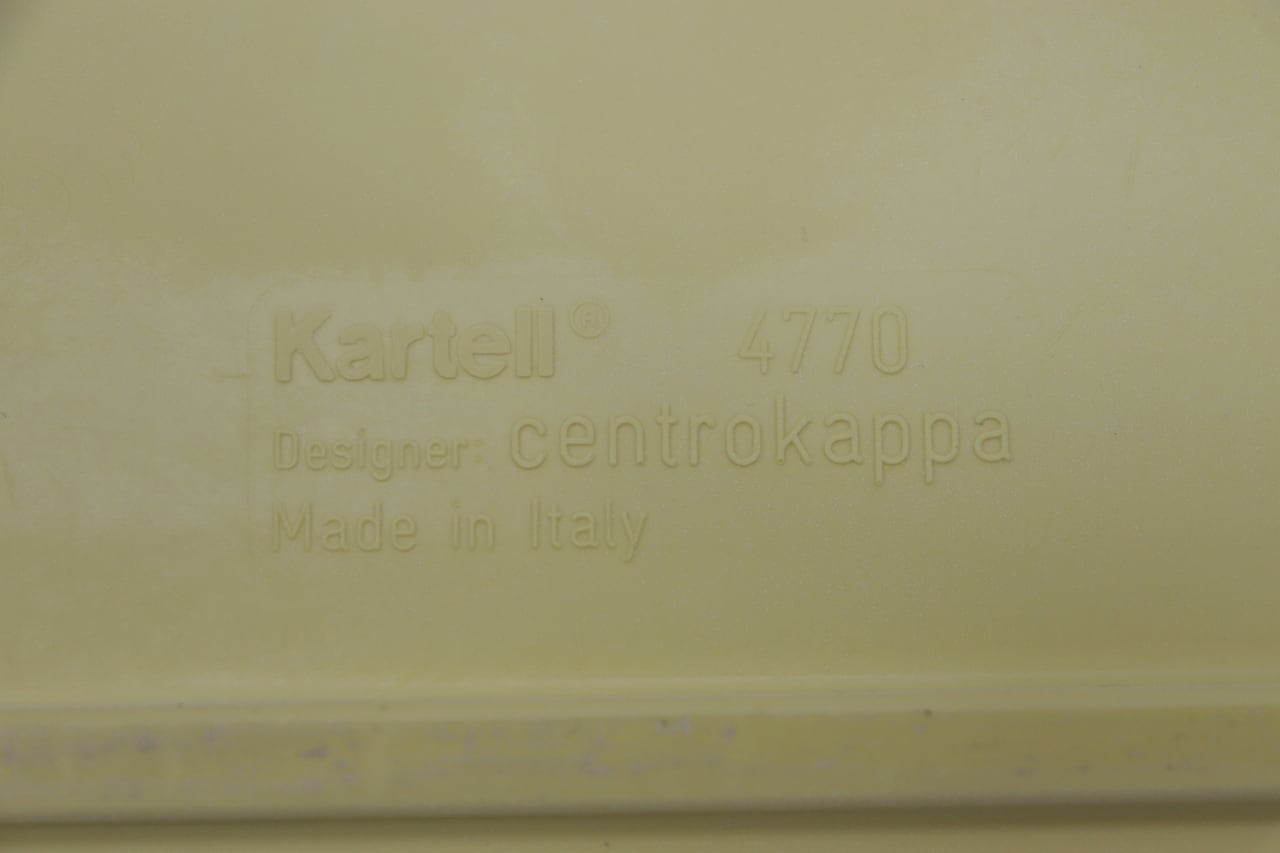 Kartell® 4770
Designer: centrokappa
Made in Italy